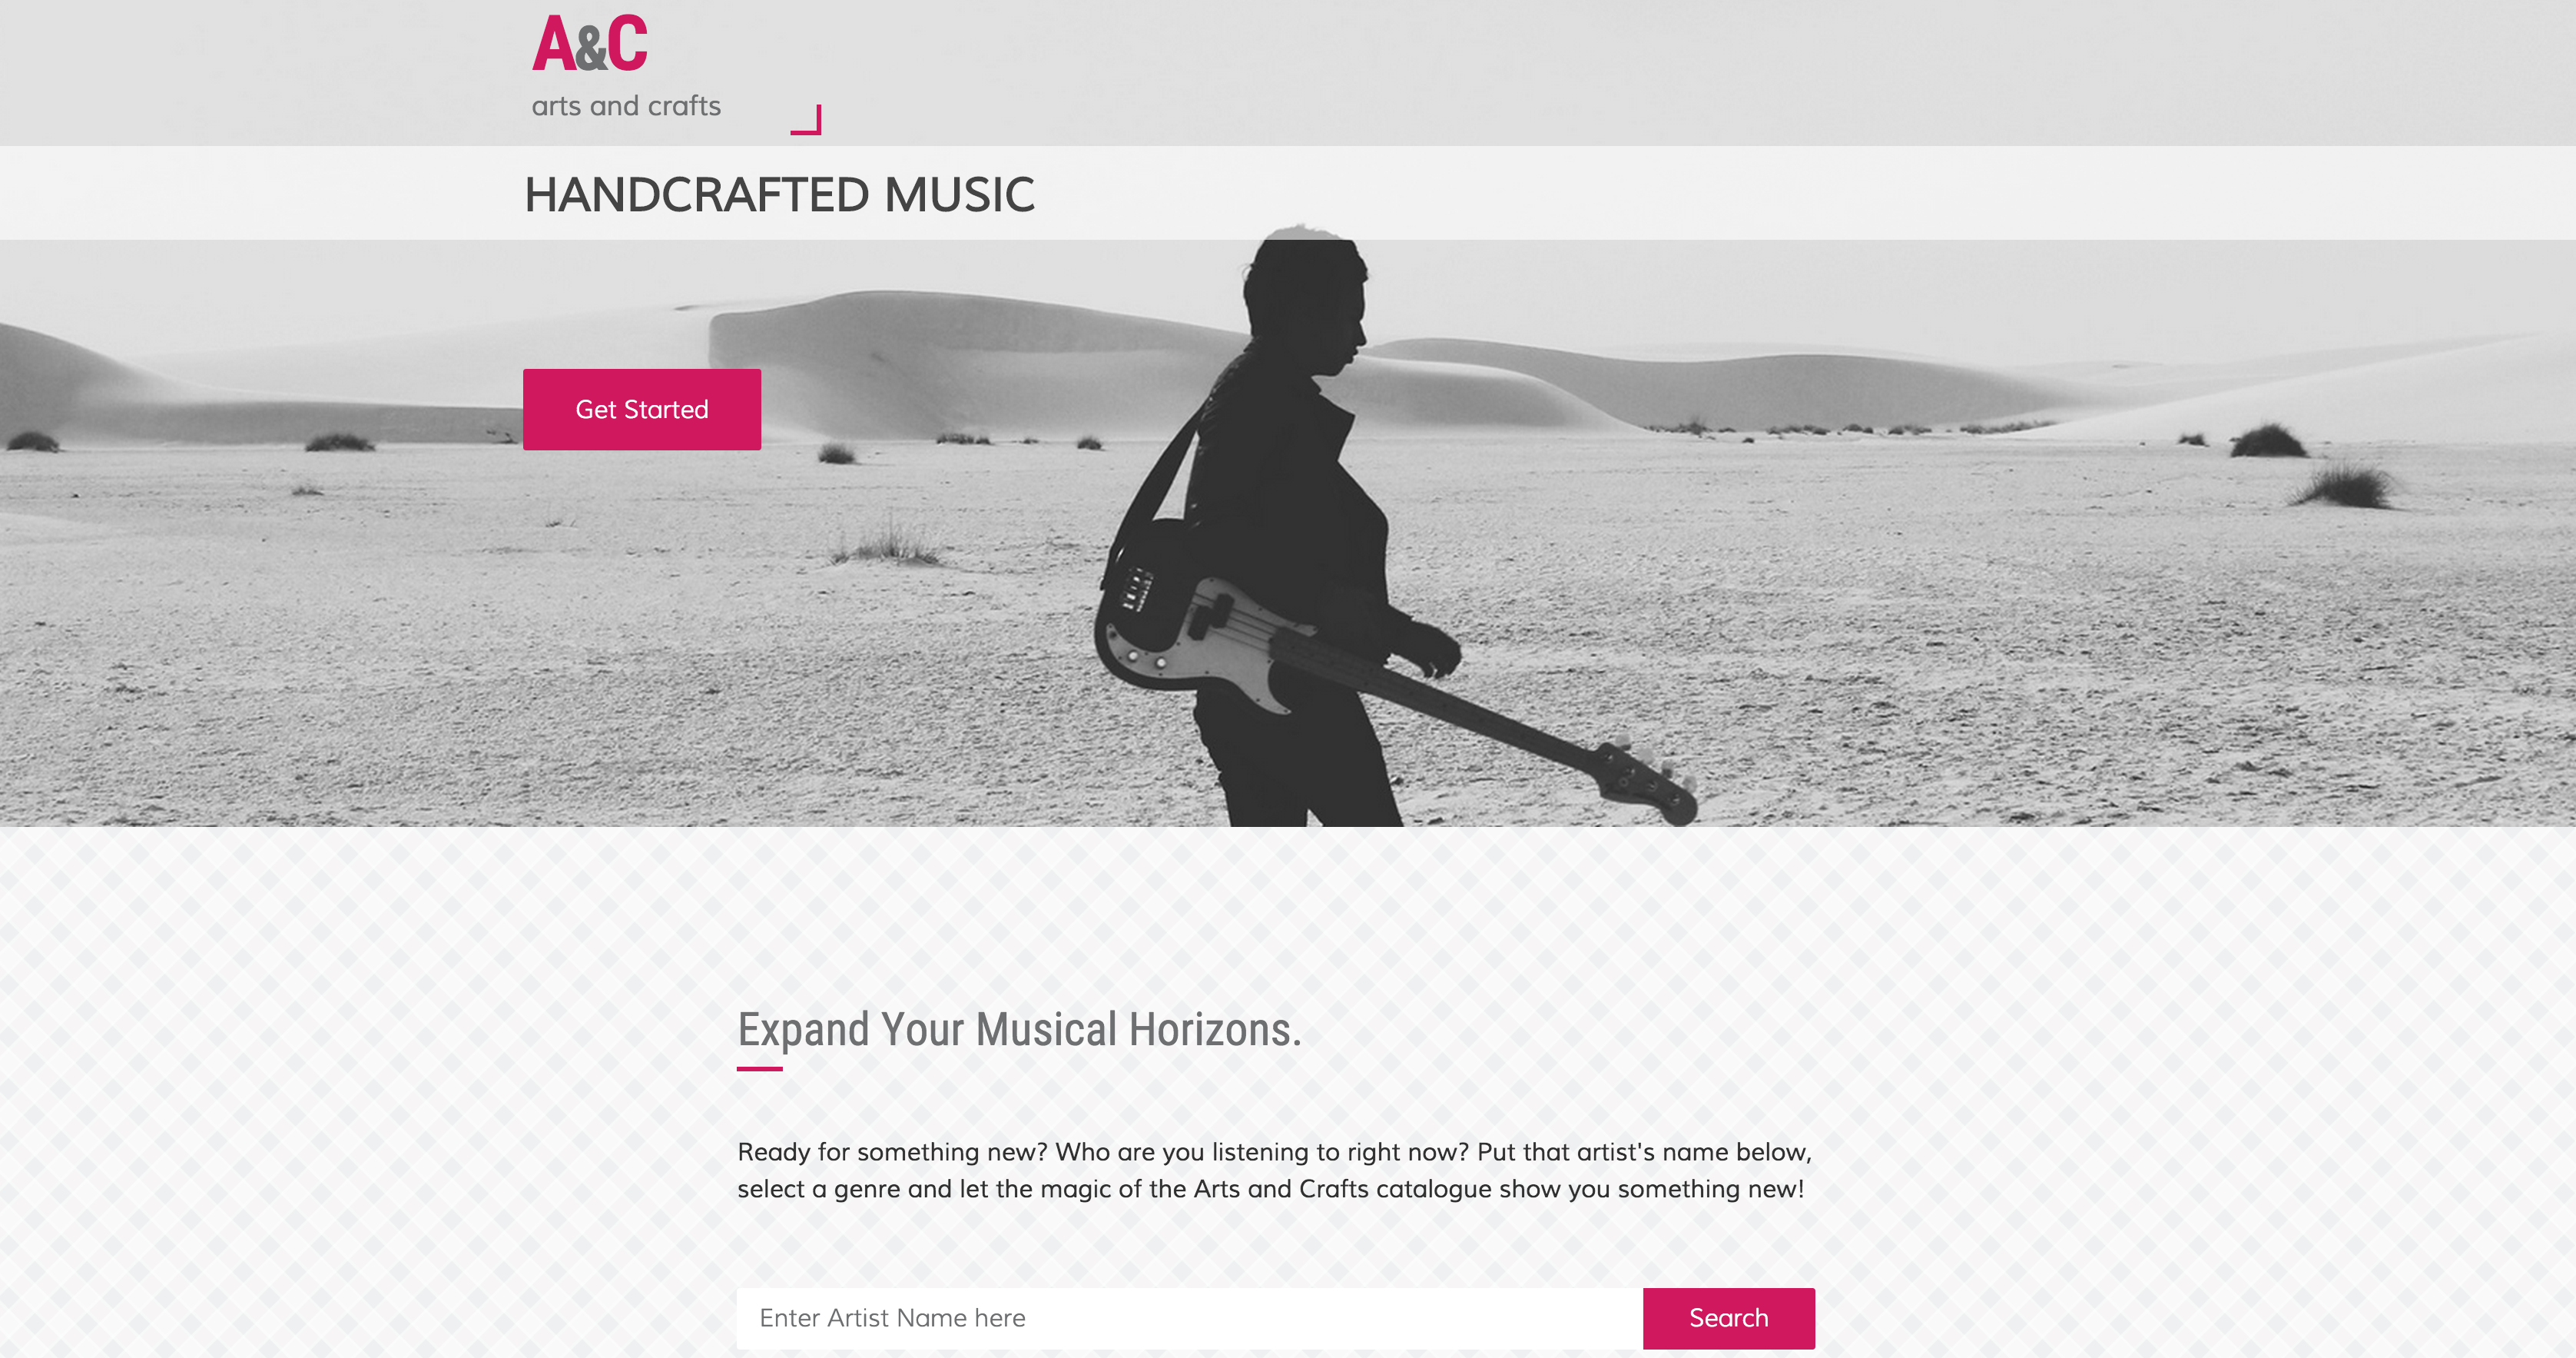 A&C
arts and crafts
HANDCRAFTED MUSIC
Get Started
Expand Your Musical Horizons.
Ready for something new? Who are you listening to right now? Put that artist's name below,
select a genre and let the magic of the Arts and Crafts catalogue show you something new!
Enter Artist Name here
Search